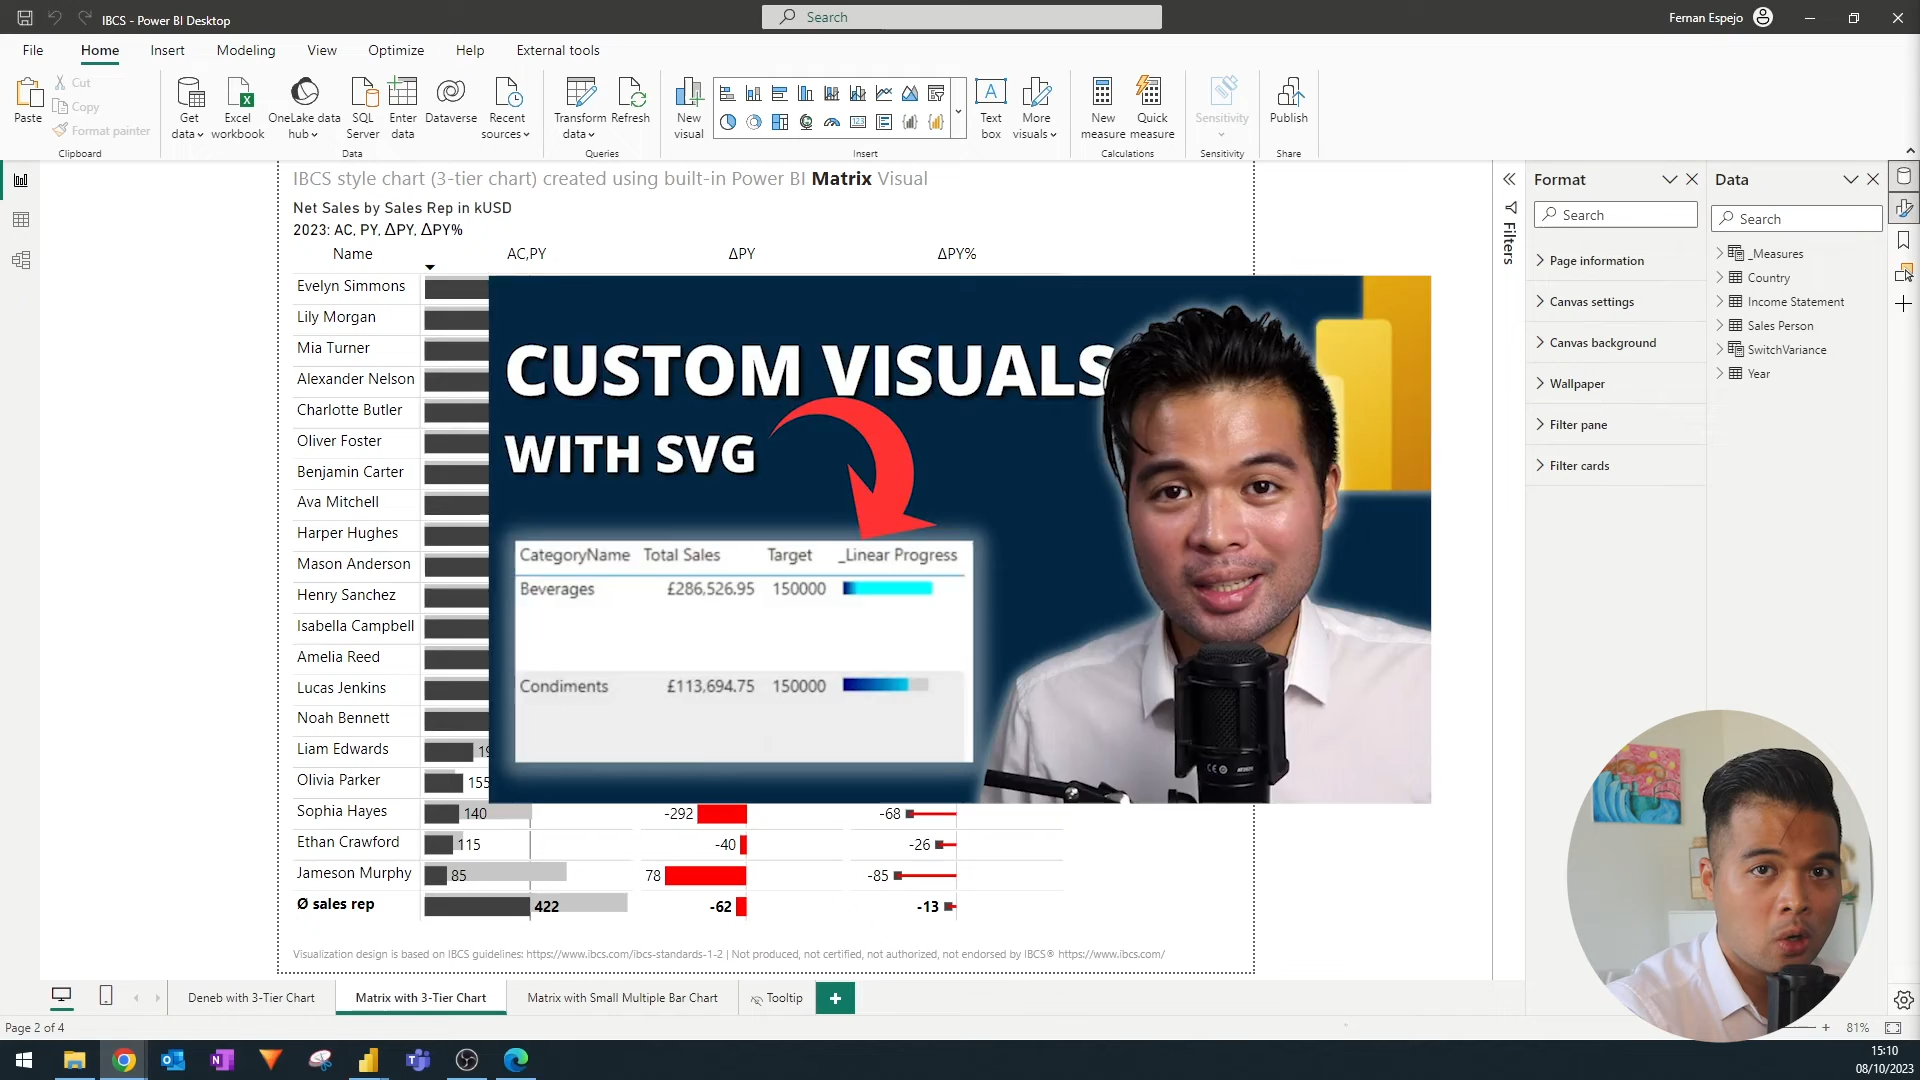 IBCS - Power BI Desktop
Search
Fernan Espejo
File Home Insert Modeling View Optimize Help External tools
Paste
Cut
Copy
Format painter
Clipboard
Get data
Excel workbook
OneLake data hub
SQL Server
Enter data
Dataverse
Recent sources
Data
Transform data
Refresh
Queries
New visual
Text box
More visuals
Insert
New measure
Quick measure
Calculations
Sensitivity
Sensitivity
Publish
Share
IBCS style chart (3-tier chart) created using built-in Power BI Matrix Visual
Net Sales by Sales Rep in kUSD
2023: AC, PY, ΔPY, ΔPY%
Name AC,PY ΔPY ΔPY%
Evelyn Simmons
Lily Morgan
Mia Turner
Alexander Nelson
Charlotte Butler
Oliver Foster
Benjamin Carter
Ava Mitchell
Harper Hughes
Mason Anderson
Henry Sanchez
Isabella Campbell
Amelia Reed
Lucas Jenkins
Noah Bennett
Liam Edwards
Olivia Parker 155
Sophia Hayes 140 -292 -68
Ethan Crawford 115 -40 -26
Jameson Murphy 85 78 -85
Ø sales rep 422 -62 -13
CUSTOM VISUALS
WITH SVG
CategoryName Total Sales Target _Linear Progress
Beverages £286,526.95 150000
Condiments £113,694.75 150000
Visualization design is based on IBCS guidelines: https://www.ibcs.com/ibcs-standards-1-2 | Not produced, not certified, not authorized, not endorsed by IBCS® https://www.ibcs.com/
Filters
Format
Search
Page information
Canvas settings
Canvas background
Wallpaper
Filter pane
Filter cards
Data
Search
_Measures
Country
Income Statement
Sales Person
SwitchVariance
Year
Deneb with 3-Tier Chart
Matrix with 3-Tier Chart
Matrix with Small Multiple Bar Chart
Tooltip
Page 2 of 4
81%
15:10
08/10/2023